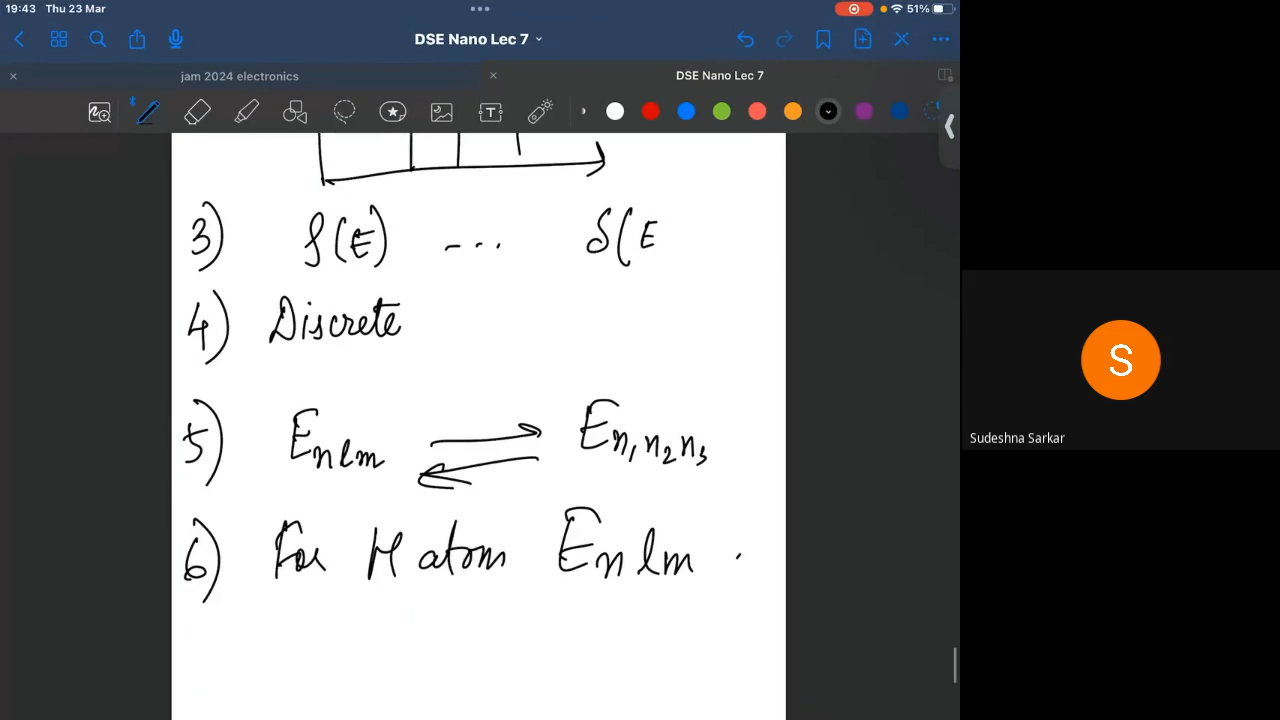 19:43 Thu 23 Mar
51%
DSE Nano Lec 7
jam 2024 electronics
DSE Nano Lec 7
3) ρ(E) --.. δ(E
4) Discrete
5) Enlm ⇌ En₁n₂n₃
6) For H atom Enlm .
S
Sudeshna Sarkar